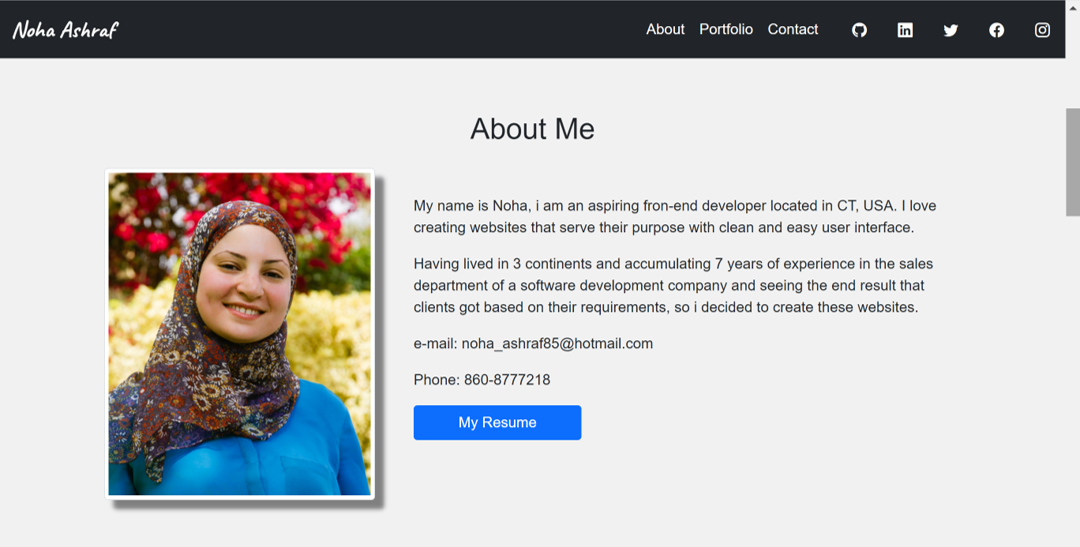 Noha Ashraf
About Portfolio Contact
About Me
My name is Noha, i am an aspiring fron-end developer located in CT, USA. I love
creating websites that serve their purpose with clean and easy user interface.
Having lived in 3 continents and accumulating 7 years of experience in the sales
department of a software development company and seeing the end result that
clients got based on their requirements, so i decided to create these websites.
e-mail: noha_ashraf85@hotmail.com
Phone: 860-8777218
My Resume